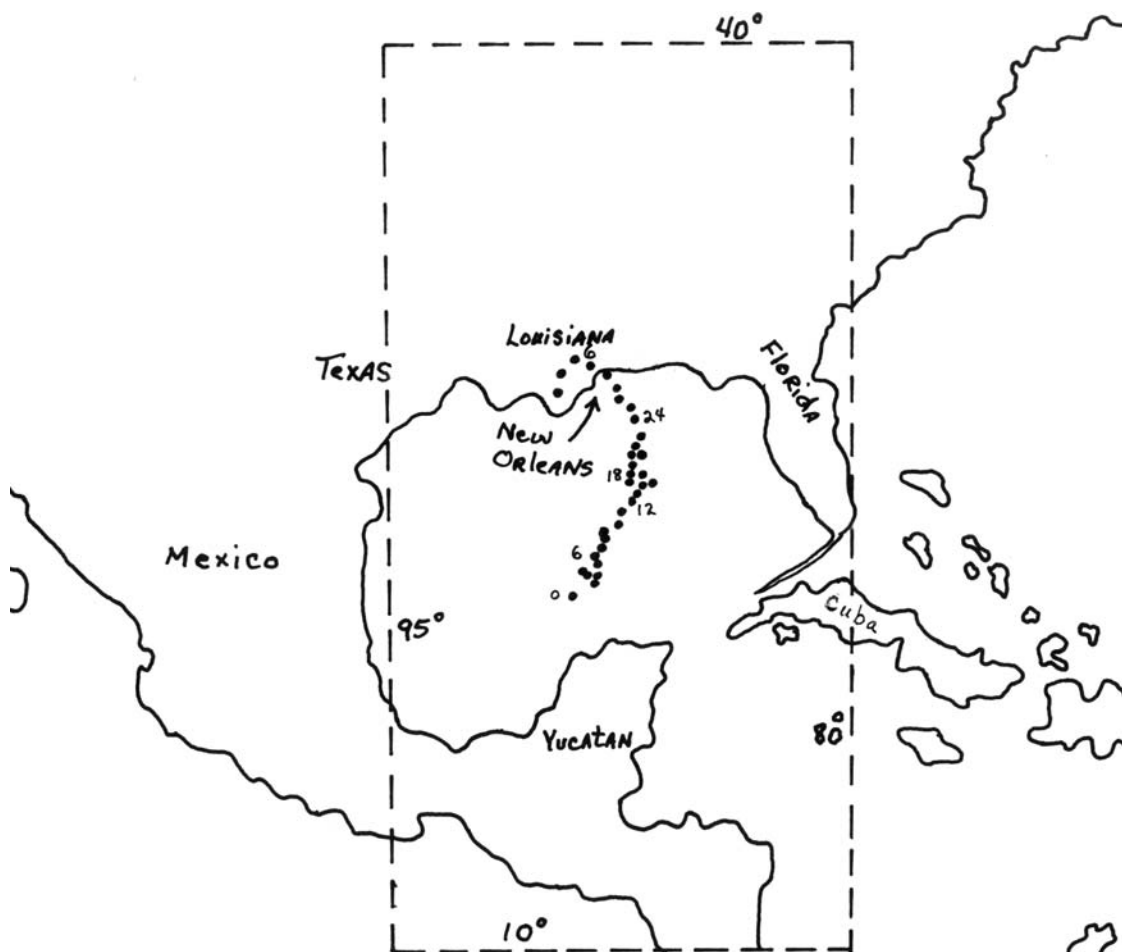 40°
LOUISIANA
6
TEXAS
FLORIDA
24
NEW
ORLEANS
18
12
Mexico
6
0
Cuba
95°
80°
YUCATAN
10°